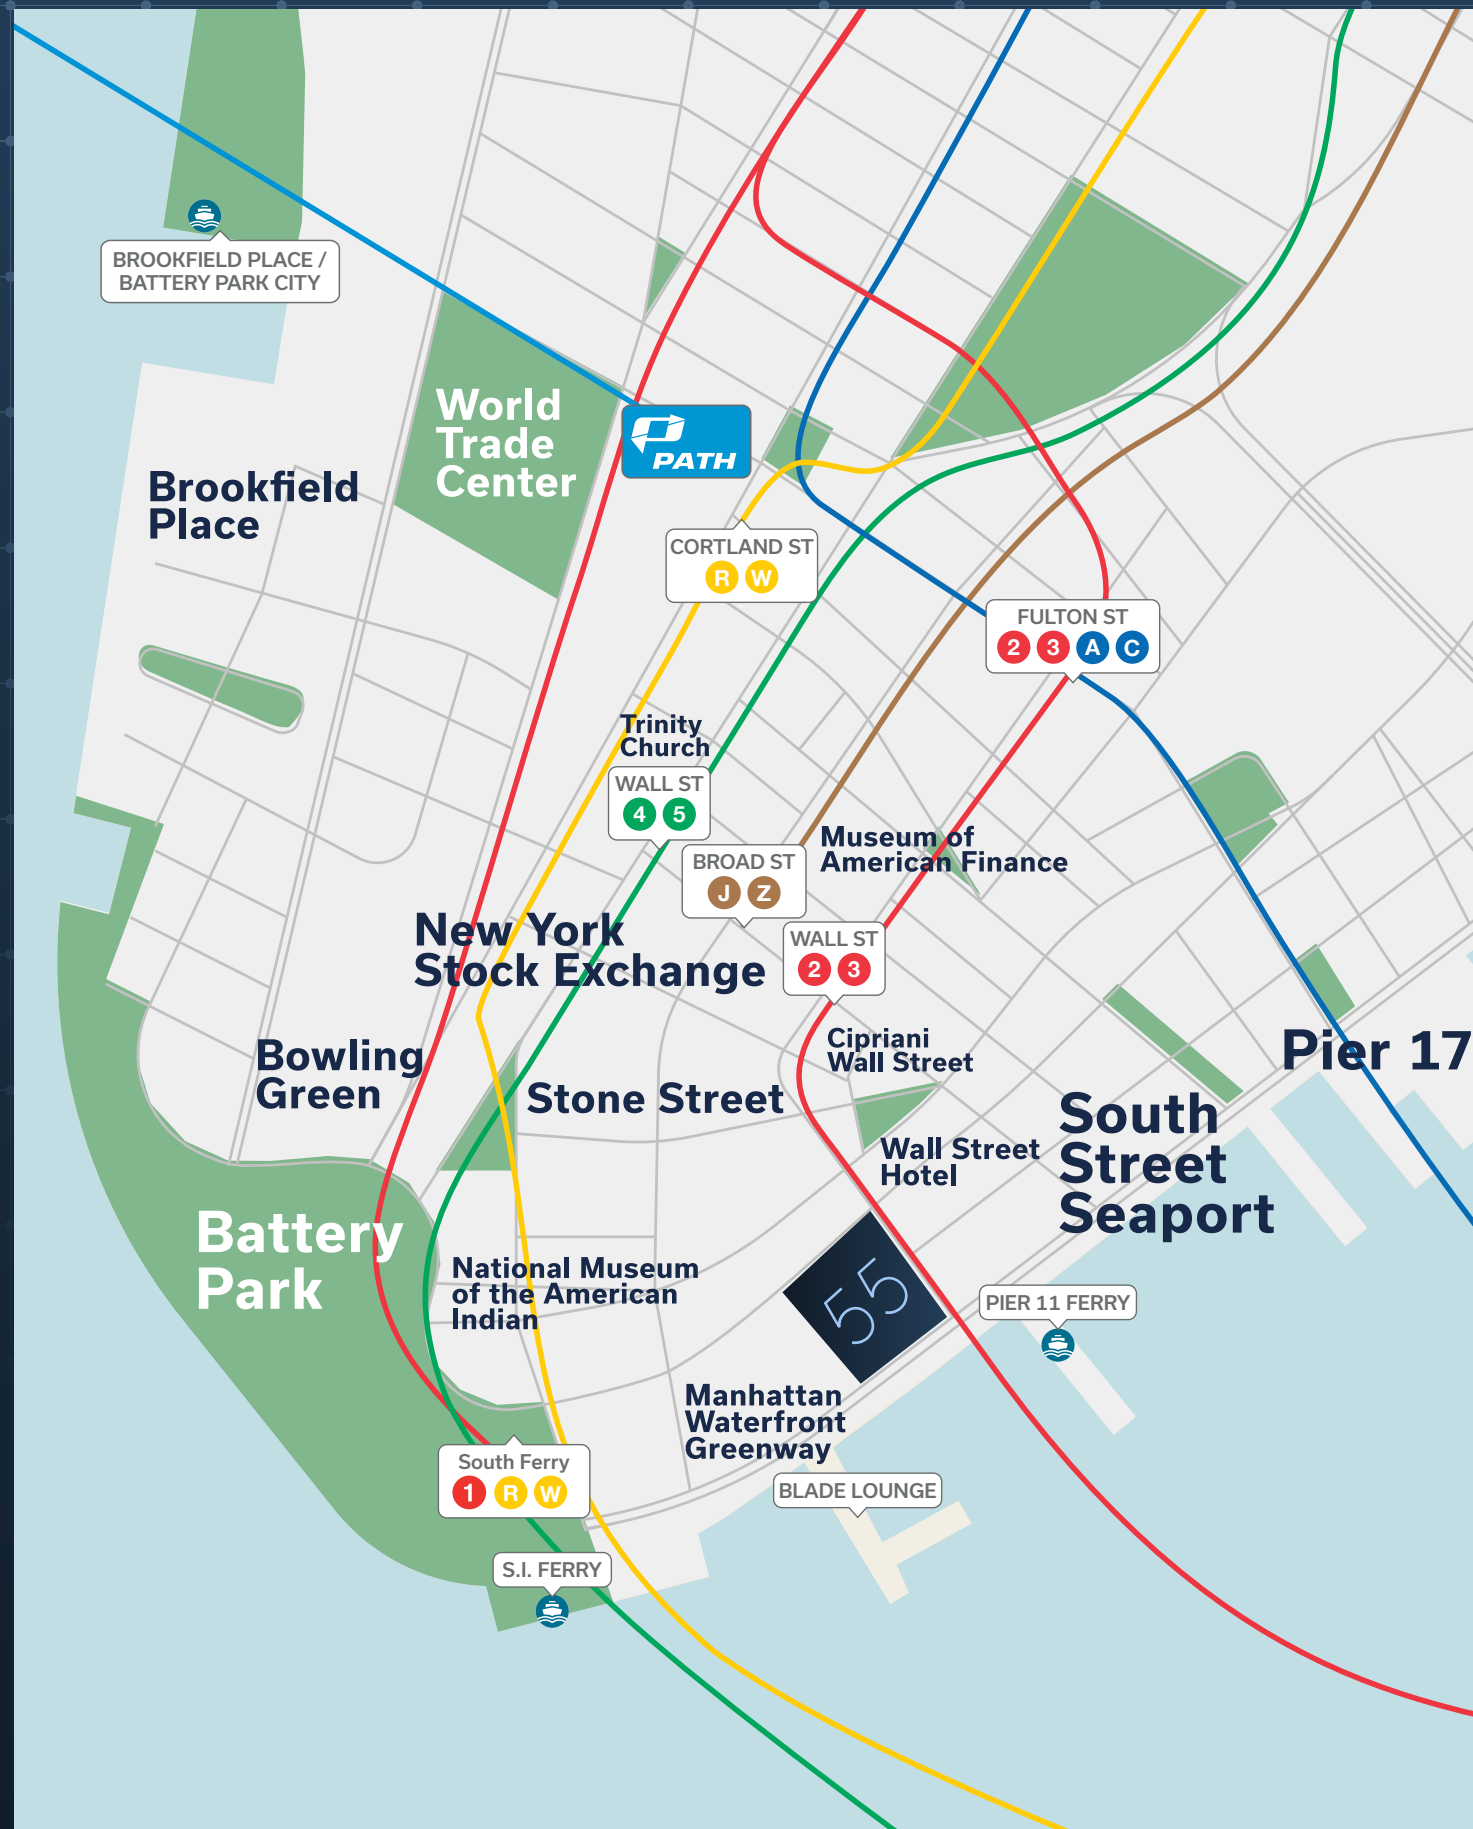 BROOKFIELD PLACE /
BATTERY PARK CITY
World
Trade
Center
PATH
Brookfield
Place
CORTLAND ST
R W
FULTON ST
2 3 A C
Trinity
Church
WALL ST
4 5
Museum of
American Finance
BROAD ST
J Z
New York
Stock Exchange
WALL ST
2 3
Cipriani
Wall Street
Pier 17
Bowling
Green
Stone Street
South
Street
Seaport
Wall Street
Hotel
Battery
Park
National Museum
of the American
Indian
55
PIER 11 FERRY
Manhattan
Waterfront
Greenway
South Ferry
1 R W
BLADE LOUNGE
S.I. FERRY